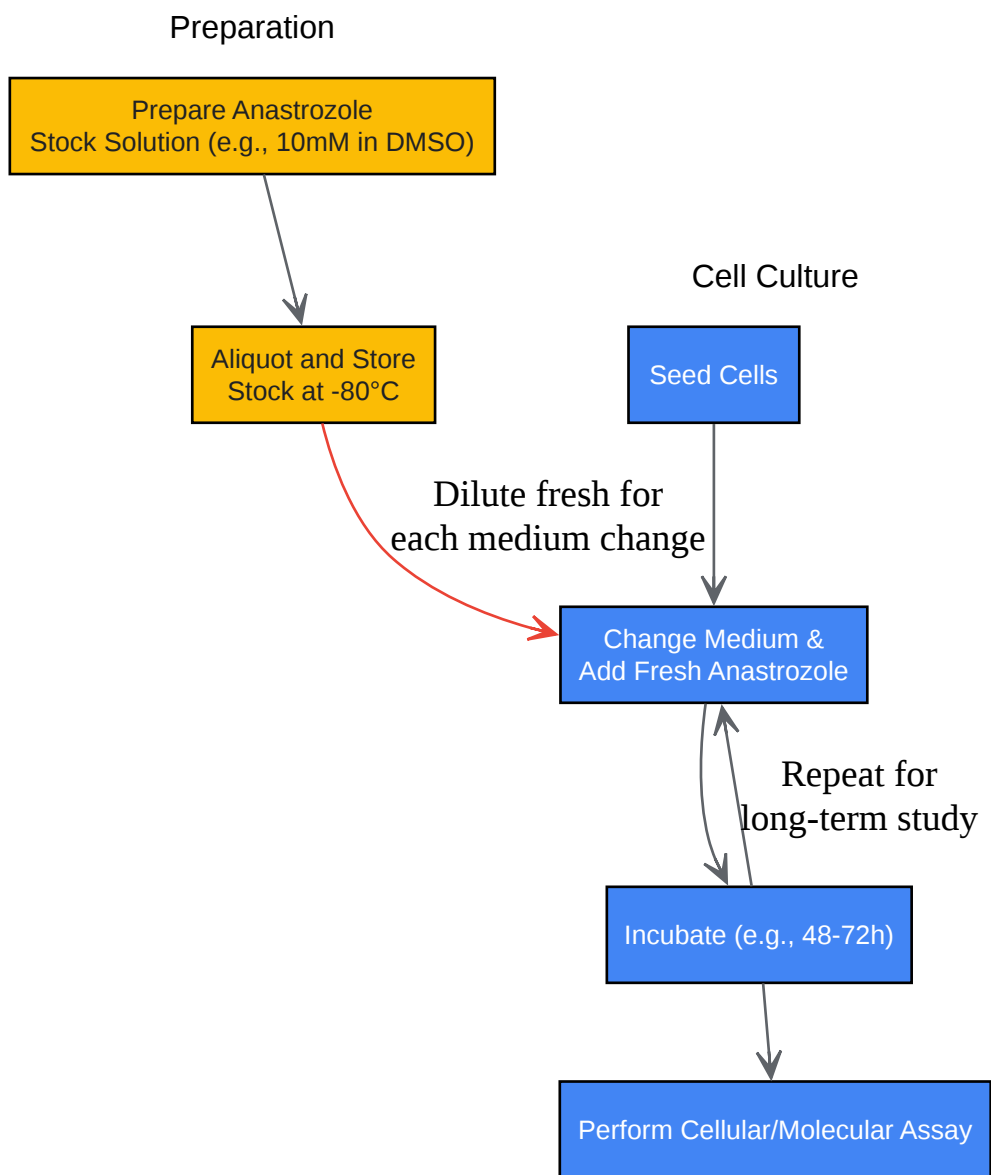 Preparation
Prepare Anastrozole
Stock Solution (e.g., 10mM in DMSO)
Cell Culture
Aliquot and Store
Stock at -80°C
Seed Cells
Dilute fresh for
each medium change
Change Medium &
Add Fresh Anastrozole
Repeat for
long-term study
Incubate (e.g., 48-72h)
Perform Cellular/Molecular Assay